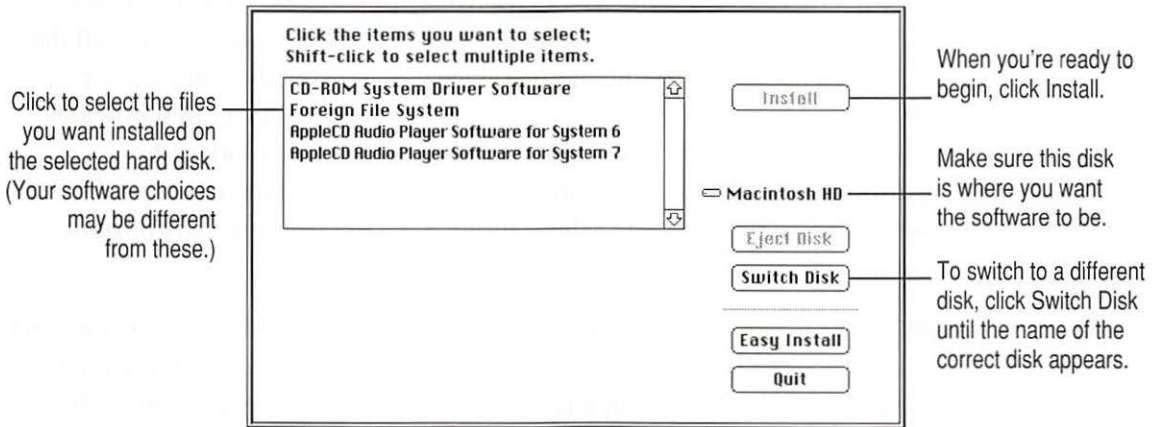 Click to select the files
you want installed on
the selected hard disk.
(Your software choices
may be different
from these.)
Click the items you want to select;
Shift-click to select multiple items.
CD-ROM System Driver Software
Foreign File System
AppleCD Audio Player Software for System 6
AppleCD Audio Player Software for System 7
Install
Macintosh HD
Eject Disk
Switch Disk
Easy Install
Quit
When you're ready to
begin, click Install.
Make sure this disk
is where you want
the software to be.
To switch to a different
disk, click Switch Disk
until the name of the
correct disk appears.